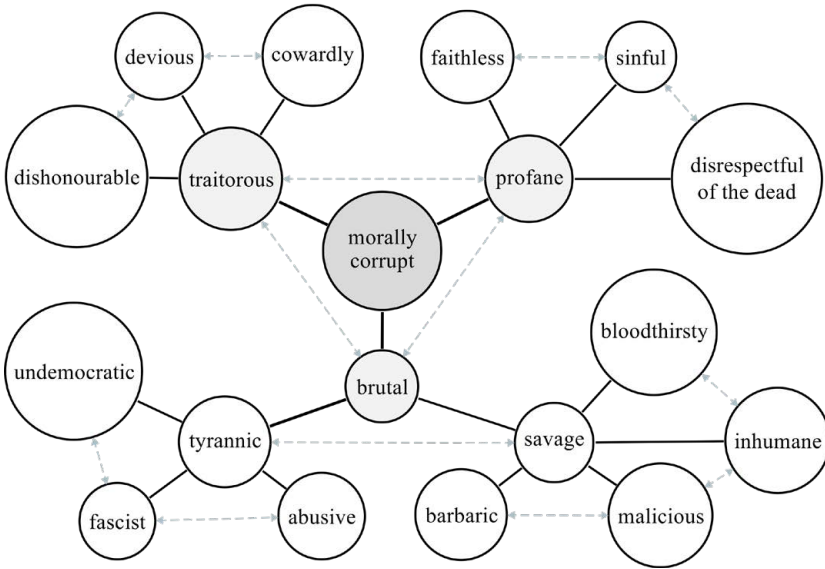 devious
cowardly
faithless
sinful
dishonourable
traitorous
profane
disrespectful
of the dead
morally
corrupt
bloodthirsty
undemocratic
brutal
tyrannic
savage
inhumane
fascist
abusive
barbaric
malicious